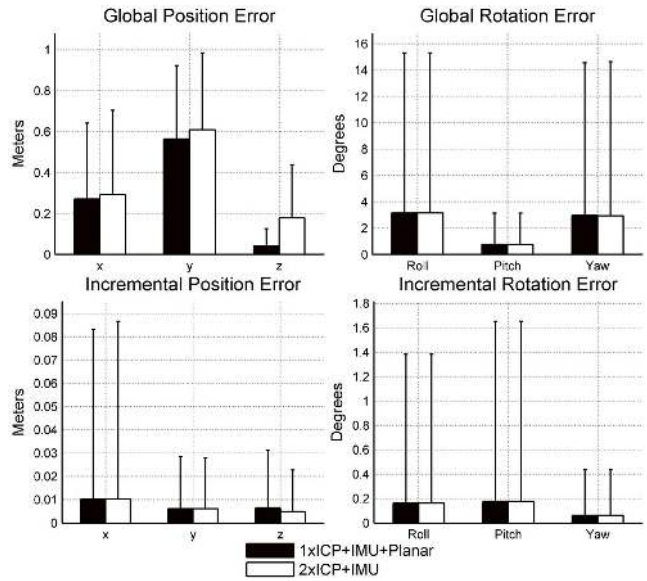 Global Position Error
Meters
1
0.8
0.6
0.4
0.2
0
x y z
Global Rotation Error
Degrees
16
14
12
10
8
6
4
2
0
Roll Pitch Yaw
Incremental Position Error
Meters
0.09
0.08
0.07
0.06
0.05
0.04
0.03
0.02
0.01
0
x y z
Incremental Rotation Error
Degrees
1.8
1.6
1.4
1.2
1
0.8
0.6
0.4
0.2
0
Roll Pitch Yaw
1xICP+IMU+Planar
2xICP+IMU